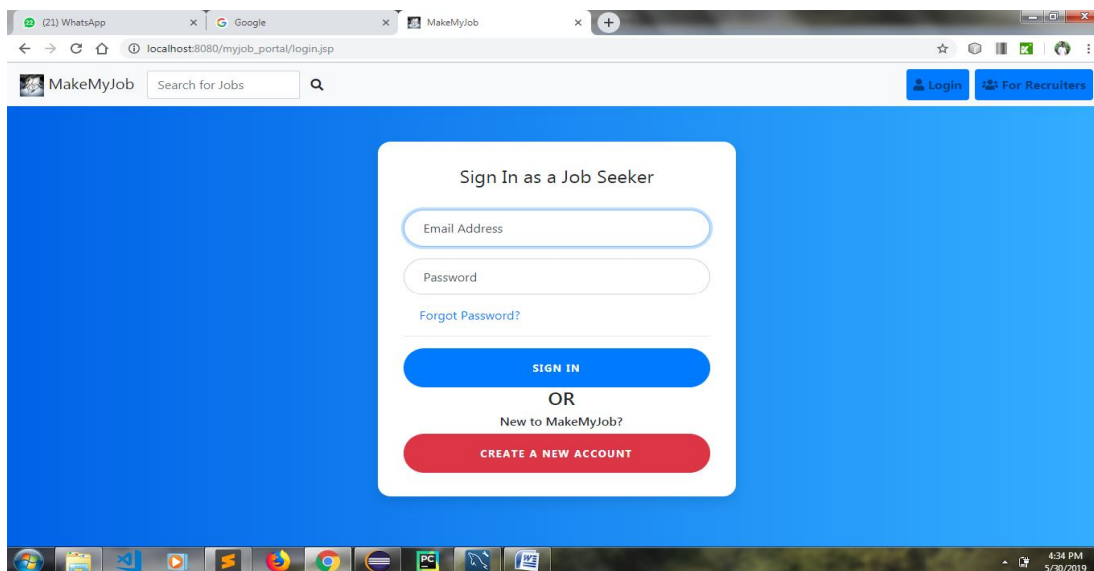 (21) WhatsApp
Google
MakeMyJob
localhost:8080/myjob_portal/login.jsp
MakeMyJob
Search for Jobs
Login
For Recruiters
Sign In as a Job Seeker
Email Address
Password
Forgot Password?
SIGN IN
OR
New to MakeMyJob?
CREATE A NEW ACCOUNT
PC
4:34 PM
5/30/2019